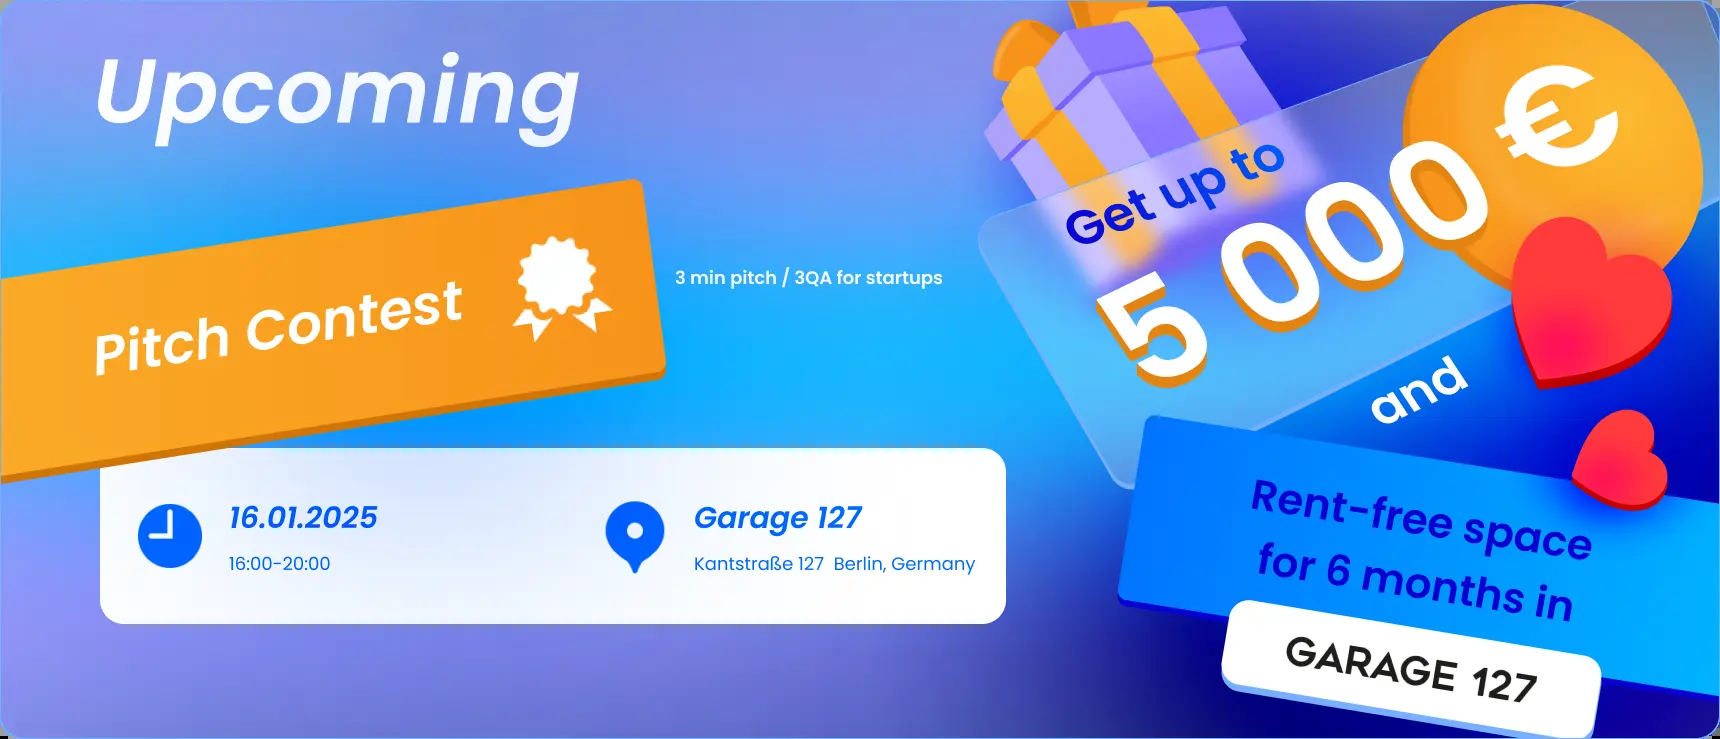 Upcoming
Pitch Contest
3 min pitch / 3QA for startups
16.01.2025
16:00-20:00
Garage 127
Kantstraße 127  Berlin, Germany
Get up to
5 000 €
and
Rent-free space
for 6 months in
GARAGE 127